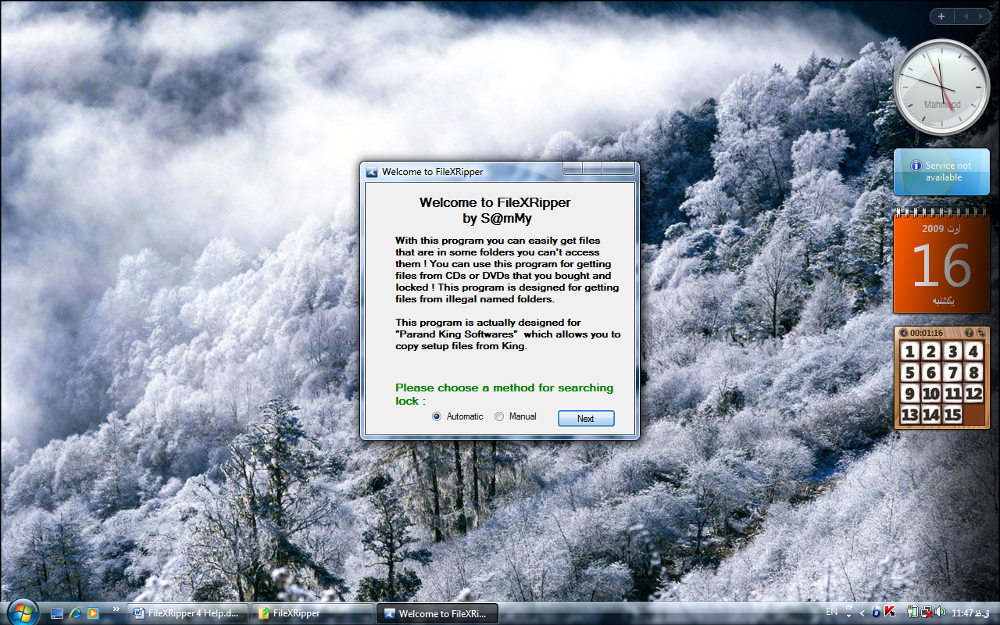 Mahmood
Service not
available
اوت 2009
16
یکشنبه
00:01:16
1 2 3 4
5 6 7 8
9 10 11 12
13 14 15
Welcome to FileXRipper
Welcome to FileXRipper
by S@mMy
With this program you can easily get files
that are in some folders you can't access
them ! You can use this program for getting
files from CDs or DVDs that you bought and
locked ! This program is designed for getting
files from illegal named folders.
This program is actually designed for
"Parand King Softwares"  which allows you to
copy setup files from King.
Please choose a method for searching
lock :
Automatic Manual Next
FileXRipper 4 Help.d... FileXRipper Welcome to FileXRi... EN 11:47 ق.ظ